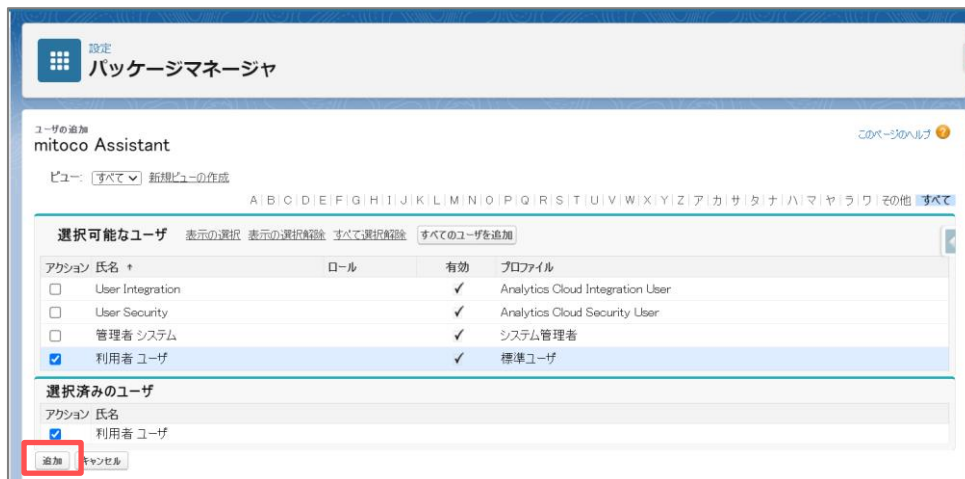 設定
パッケージマネージャ
ユーザの追加
mitoco Assistant
このページのヘルプ ?
ビュー: すべて 新規ビューの作成
A | B | C | D | E | F | G | H | I | J | K | L | M | N | O | P | Q | R | S | T | U | V | W | X | Y | Z | ア | カ | サ | タ | ナ | ハ | マ | ヤ | ラ | ワ | その他 | すべて
選択可能なユーザ 表示の選択 表示の選択解除 すべて選択解除 すべてのユーザを追加
アクション 氏名 ↑ ロール 有効 プロファイル
User Integration ✓ Analytics Cloud Integration User
User Security ✓ Analytics Cloud Security User
管理者 システム ✓ システム管理者
利用者 ユーザ ✓ 標準ユーザ
選択済みのユーザ
アクション 氏名
利用者 ユーザ
追加 キャンセル